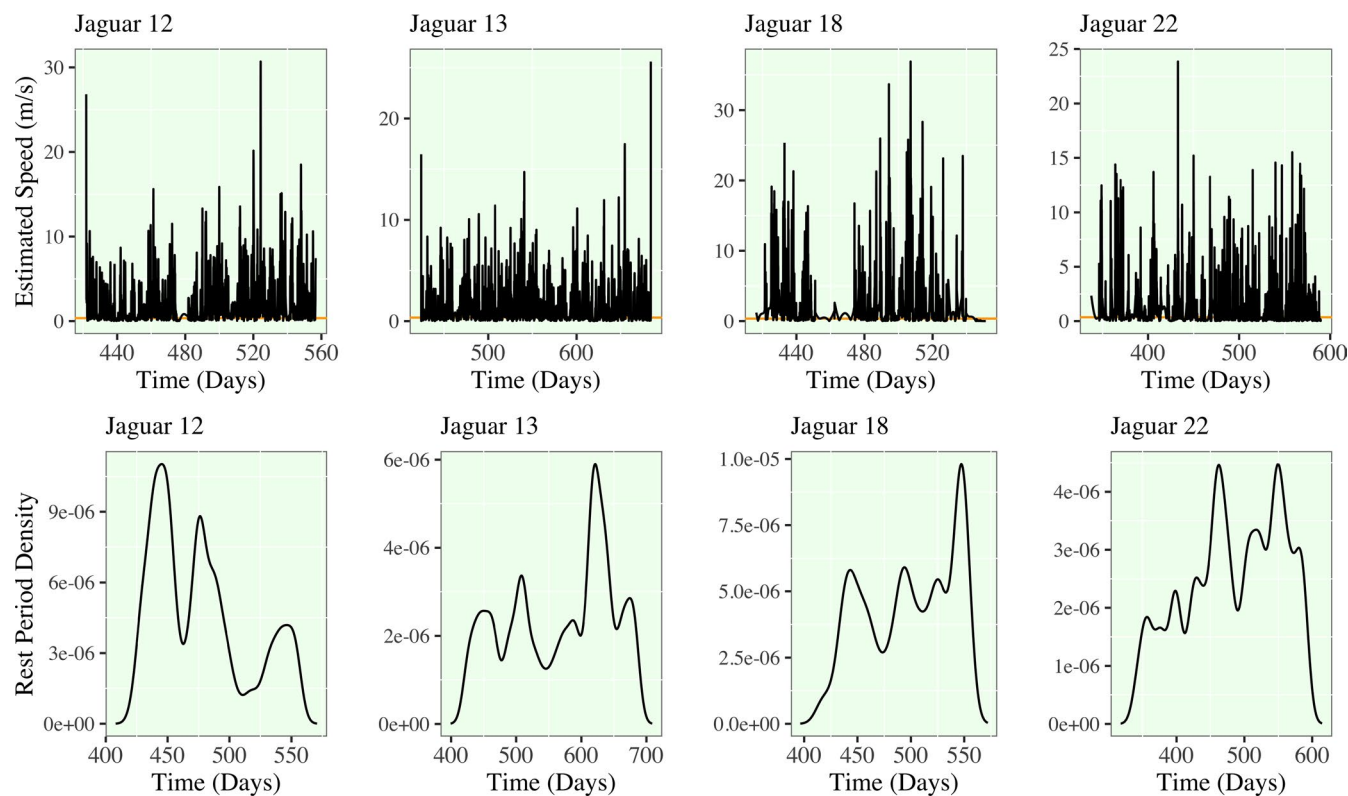 Jaguar 12
Jaguar 13
Jaguar 18
Jaguar 22
Estimated Speed (m/s)
30
20
10
0
440 480 520 560
Time (Days)
20
10
0
500 600
Time (Days)
30
20
10
0
440 480 520
Time (Days)
25
20
15
10
5
0
400 500 600
Time (Days)
Jaguar 12
Jaguar 13
Jaguar 18
Jaguar 22
Rest Period Density
9e-06
6e-06
3e-06
0e+00
400 450 500 550
Time (Days)
6e-06
4e-06
2e-06
0e+00
400 500 600 700
Time (Days)
1.0e-05
7.5e-06
5.0e-06
2.5e-06
0.0e+00
400 450 500 550
Time (Days)
4e-06
3e-06
2e-06
1e-06
0e+00
400 500 600
Time (Days)